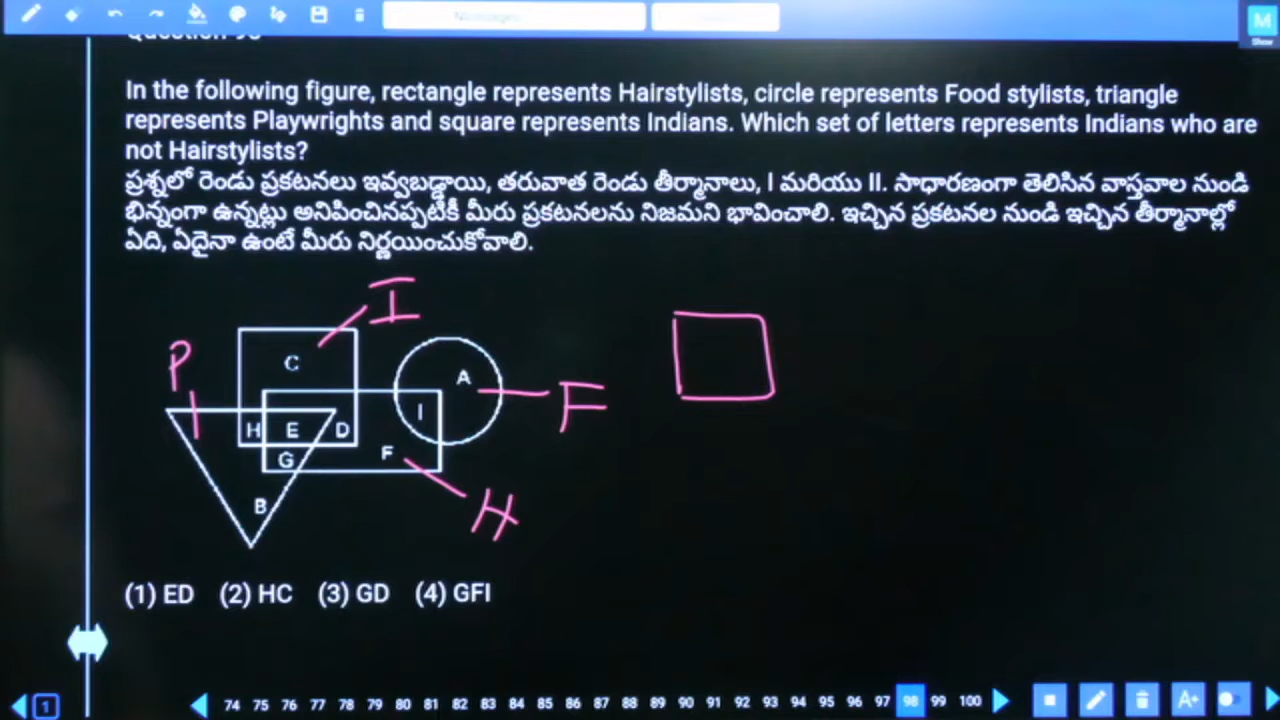 Question 98
In the following figure, rectangle represents Hairstylists, circle represents Food stylists, triangle
represents Playwrights and square represents Indians. Which set of letters represents Indians who are
not Hairstylists?
ప్రశ్నలో రెండు ప్రకటనలు ఇవ్వబడ్డాయి, తరువాత రెండు తీర్మానాలు, I మరియు II. సాధారణంగా తెలిసిన వాస్తవాల నుండి
భిన్నంగా ఉన్నట్లు అనిపించినప్పటికీ మీరు ప్రకటనలను నిజమని భావించాలి. ఇచ్చిన ప్రకటనల నుండి ఇచ్చిన తీర్మానాల్లో
ఏది, ఏదైనా ఉంటే మీరు నిర్ణయించుకోవాలి.
I
P
C
A
F
I
H E D
F
G
H
B
(1) ED (2) HC (3) GD (4) GFI
1 74 75 76 77 78 79 80 81 82 83 84 85 86 87 88 89 90 91 92 93 94 95 96 97 98 99 100 A+
M
Show